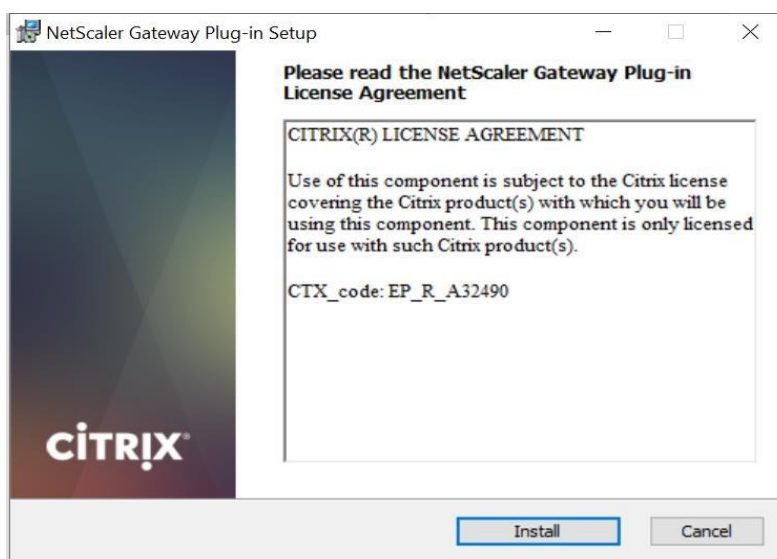 NetScaler Gateway Plug-in Setup
Please read the NetScaler Gateway Plug-in
License Agreement
CITRIX(R) LICENSE AGREEMENT
Use of this component is subject to the Citrix license
covering the Citrix product(s) with which you will be
using this component. This component is only licensed
for use with such Citrix product(s).
CTX_code: EP_R_A32490
CİTRIX®
Install
Cancel